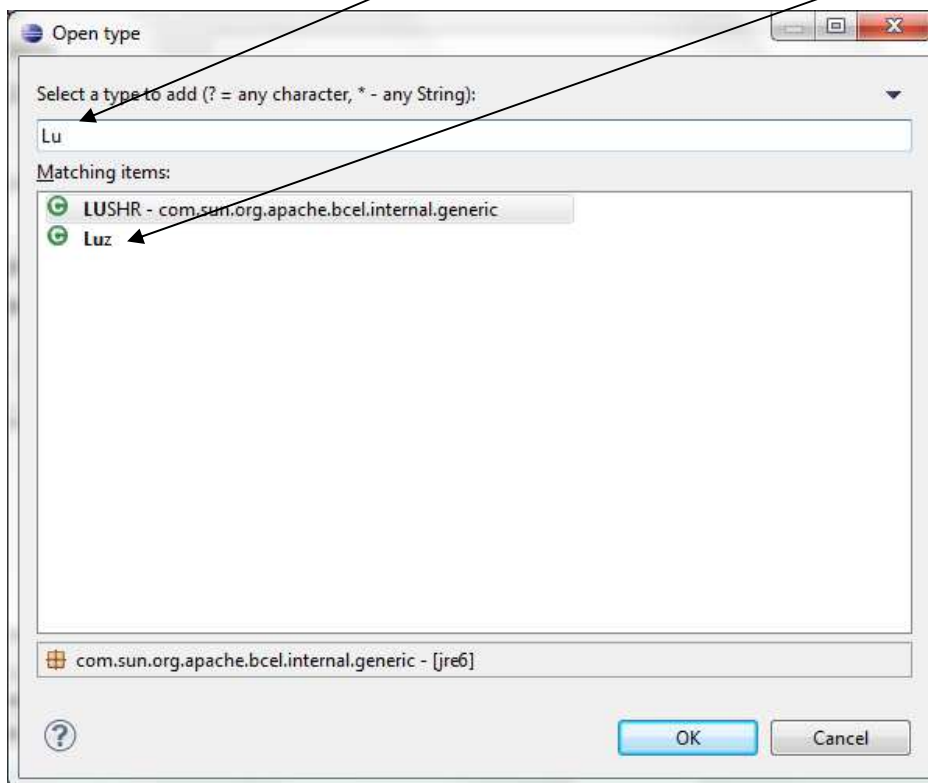 Open type
Select a type to add (? = any character, * - any String):
Lu
Matching items:
LUSHR - com.sun.org.apache.bcel.internal.generic
Luz
com.sun.org.apache.bcel.internal.generic - [jre6]
OK
Cancel